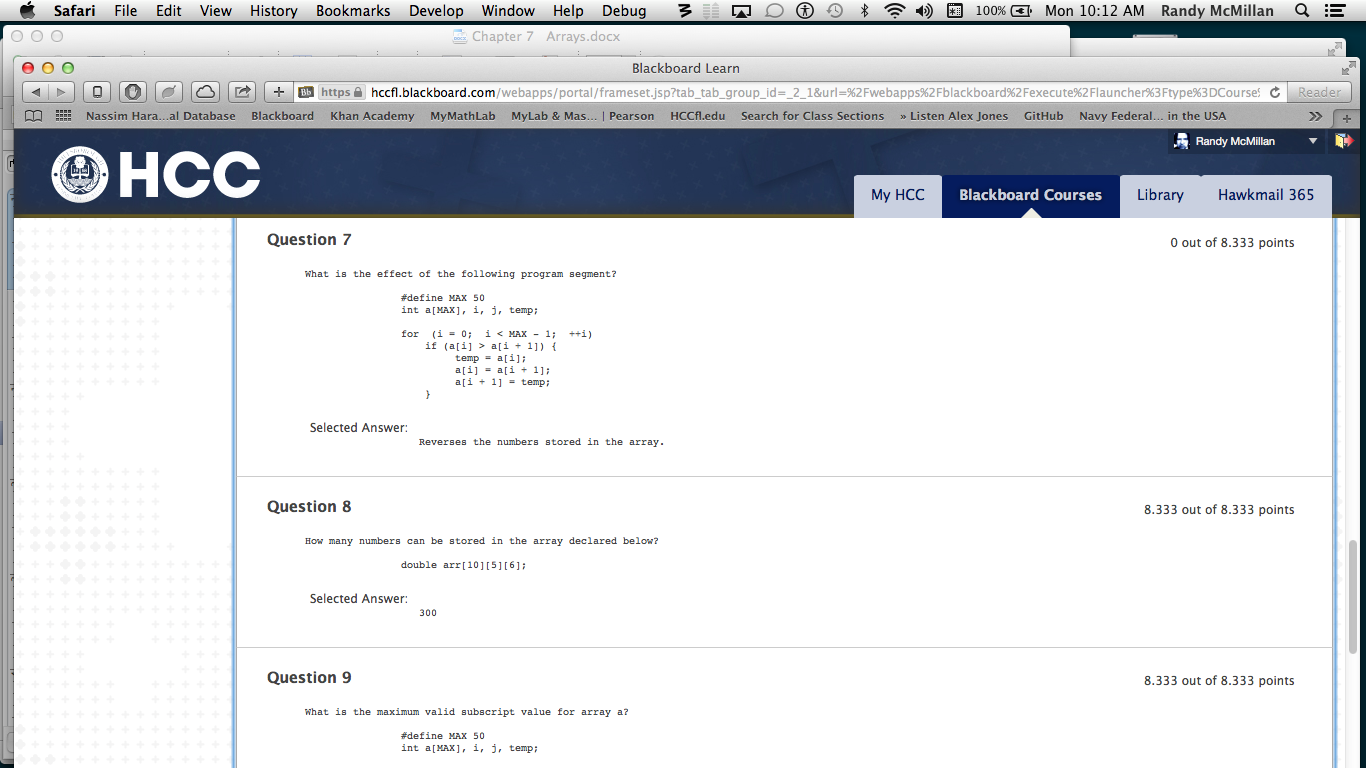 Safari File Edit View History Bookmarks Develop Window Help Debug 100% Mon 10:12 AM Randy McMillan
Chapter 7 Arrays.docx
Blackboard Learn
Bb https hccfl.blackboard.com/webapps/portal/frameset.jsp?tab_tab_group_id=_2_1&url=%2Fwebapps%2Fblackboard%2Fexecute%2Flauncher%3Ftype%3DCourse Reader
Nassim Hara...al Database Blackboard Khan Academy MyMathLab MyLab & Mas... | Pearson HCCfl.edu Search for Class Sections » Listen Alex Jones GitHub Navy Federal... in the USA
Randy McMillan
HCC
My HCC Blackboard Courses Library Hawkmail 365
Question 7
0 out of 8.333 points
What is the effect of the following program segment?
#define MAX 50
int a[MAX], i, j, temp;
for (i = 0; i < MAX - 1; ++i)
if (a[i] > a[i + 1]) {
temp = a[i];
a[i] = a[i + 1];
a[i + 1] = temp;
}
Selected Answer:
Reverses the numbers stored in the array.
Question 8
8.333 out of 8.333 points
How many numbers can be stored in the array declared below?
double arr[10][5][6];
Selected Answer:
300
Question 9
8.333 out of 8.333 points
What is the maximum valid subscript value for array a?
#define MAX 50
int a[MAX], i, j, temp;